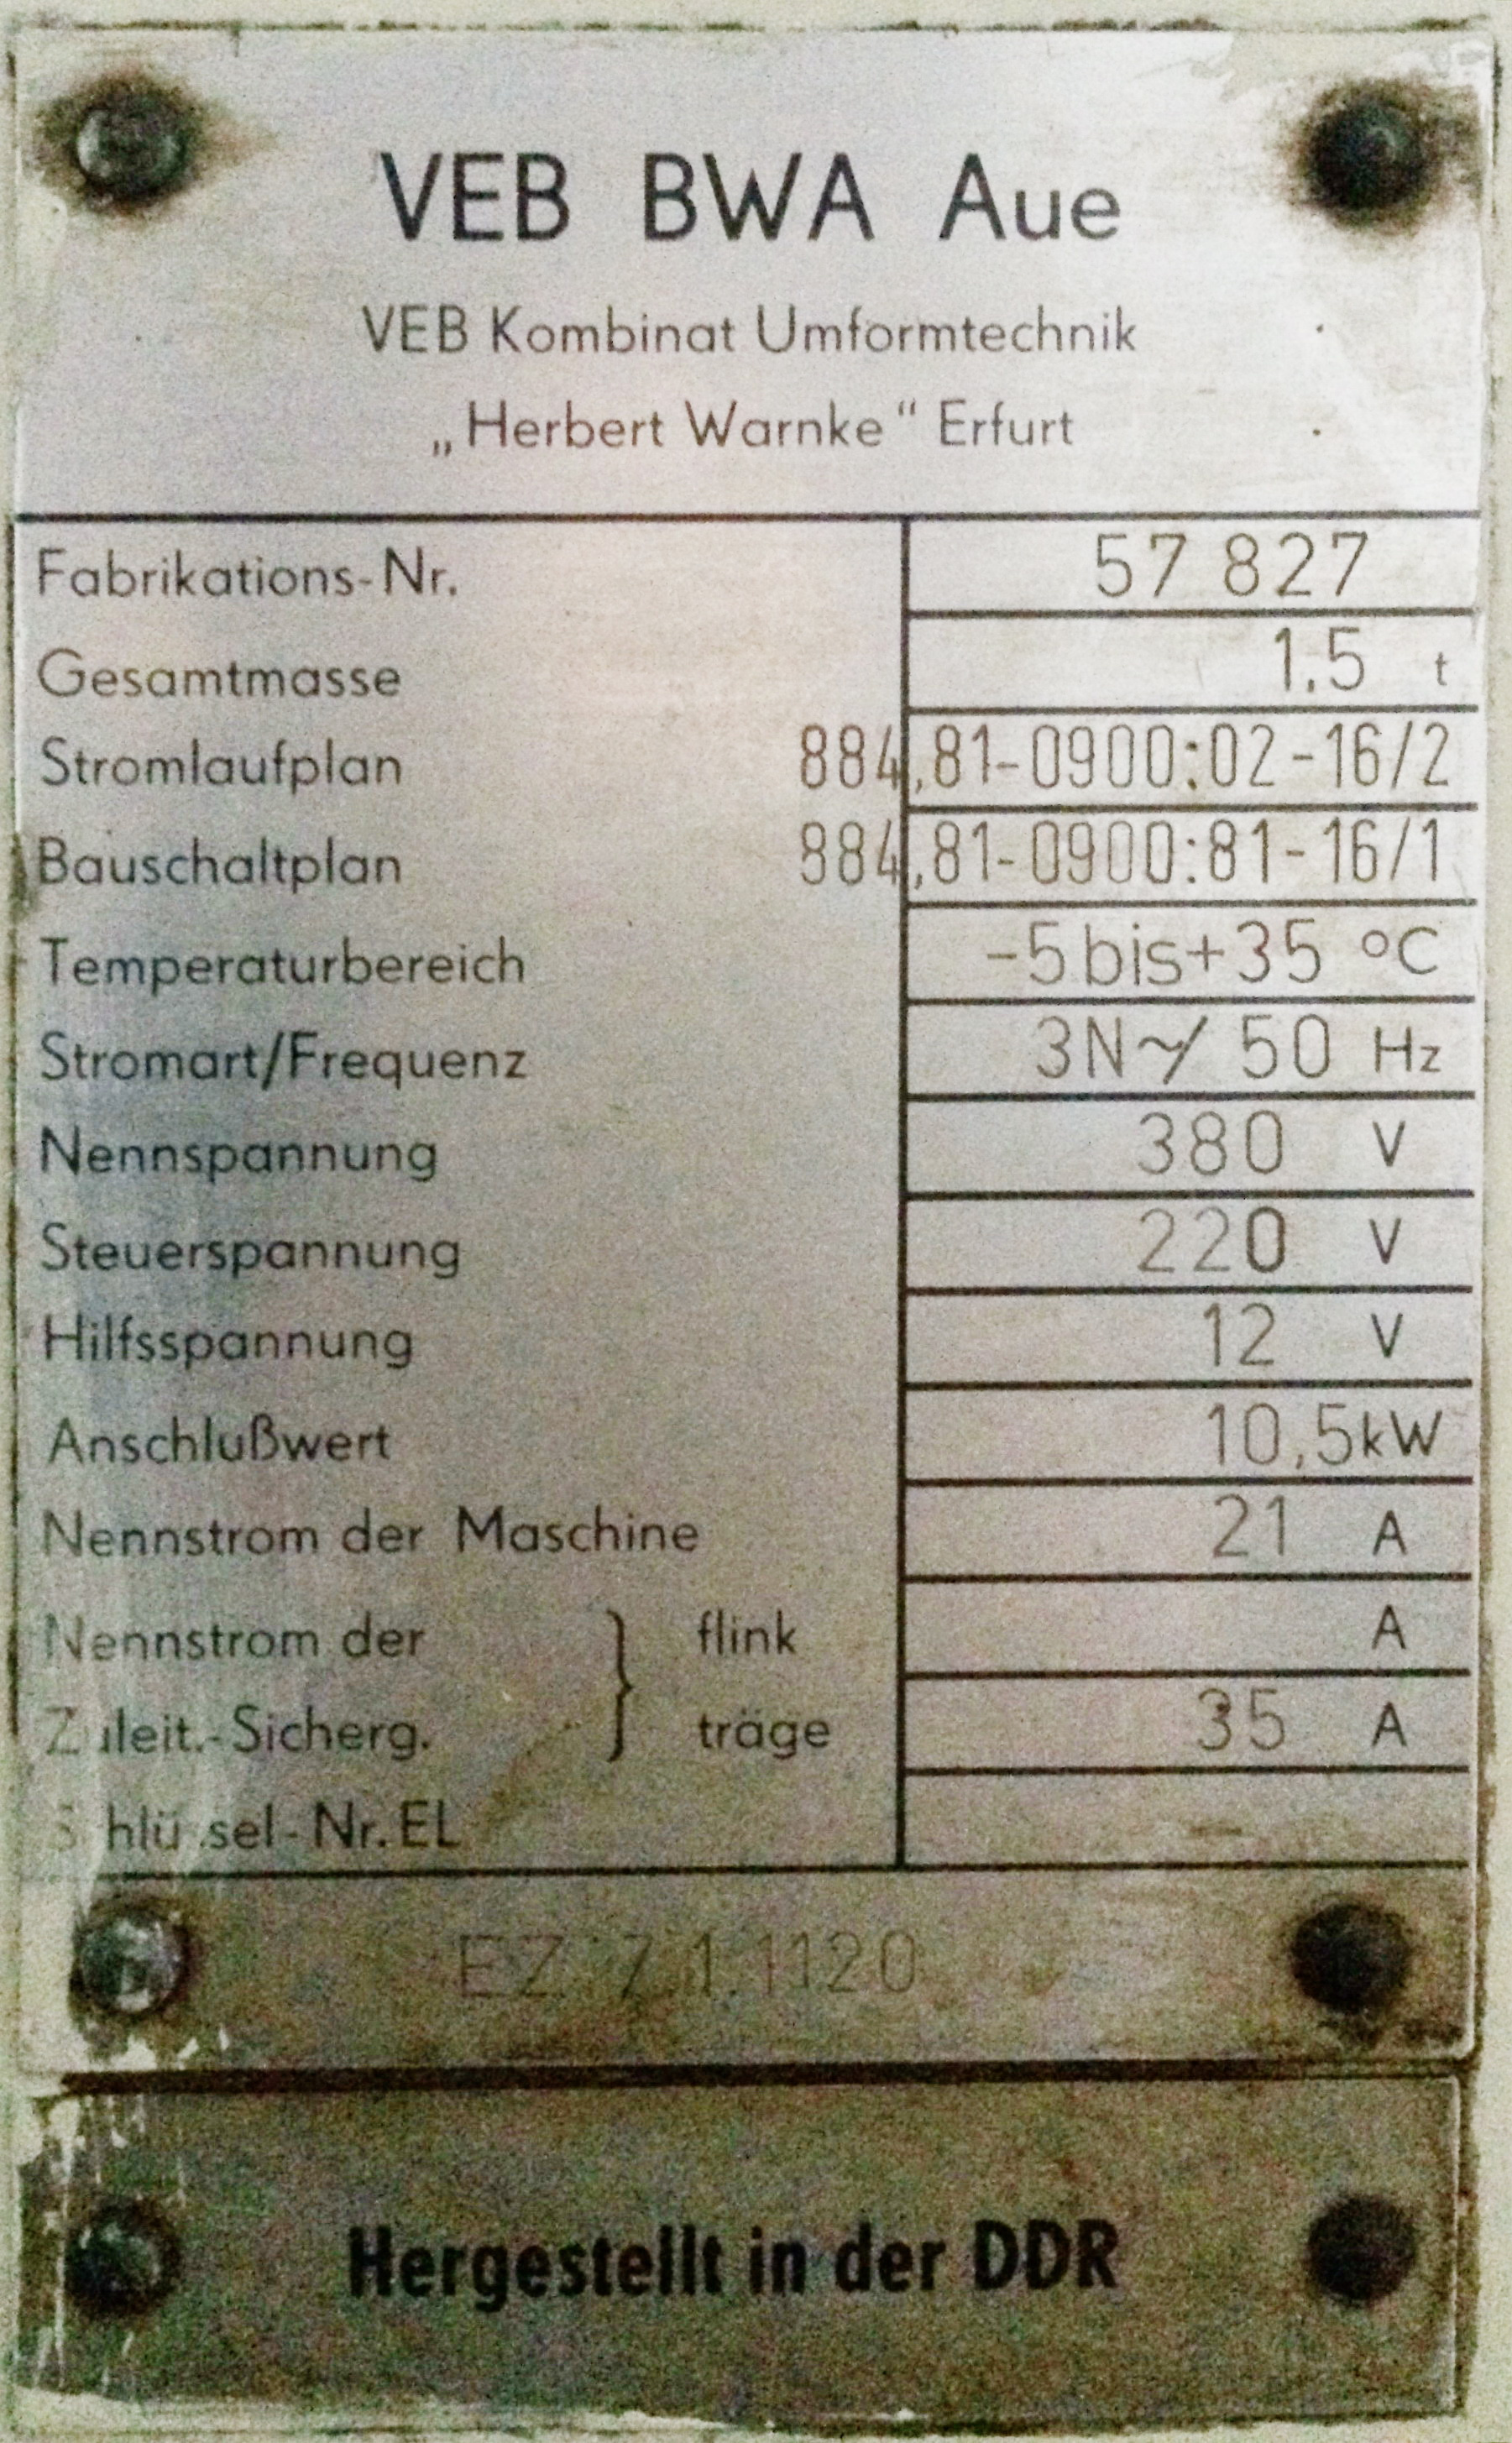 VEB BWA Aue
VEB Kombinat Umformtechnik
„Herbert Warnke“ Erfurt
Fabrikations-Nr. 57 827
Gesamtmasse 1.5 t
Stromlaufplan 884.81-0900:02-16/2
Bauschaltplan 884.81-0900:81-16/1
Temperaturbereich -5 bis+35 °C
Stromart/Frequenz 3N~/ 50 Hz
Nennspannung 380 V
Steuerspannung 220 V
Hilfsspannung 12 V
Anschlußwert 10,5 kW
Nennstrom der Maschine 21 A
Nennstrom der } flink A
Zuleit.-Sicherg. träge 35 A
Schlüssel-Nr. EL –
EZ 7.1.1120
Hergestellt in der DDR